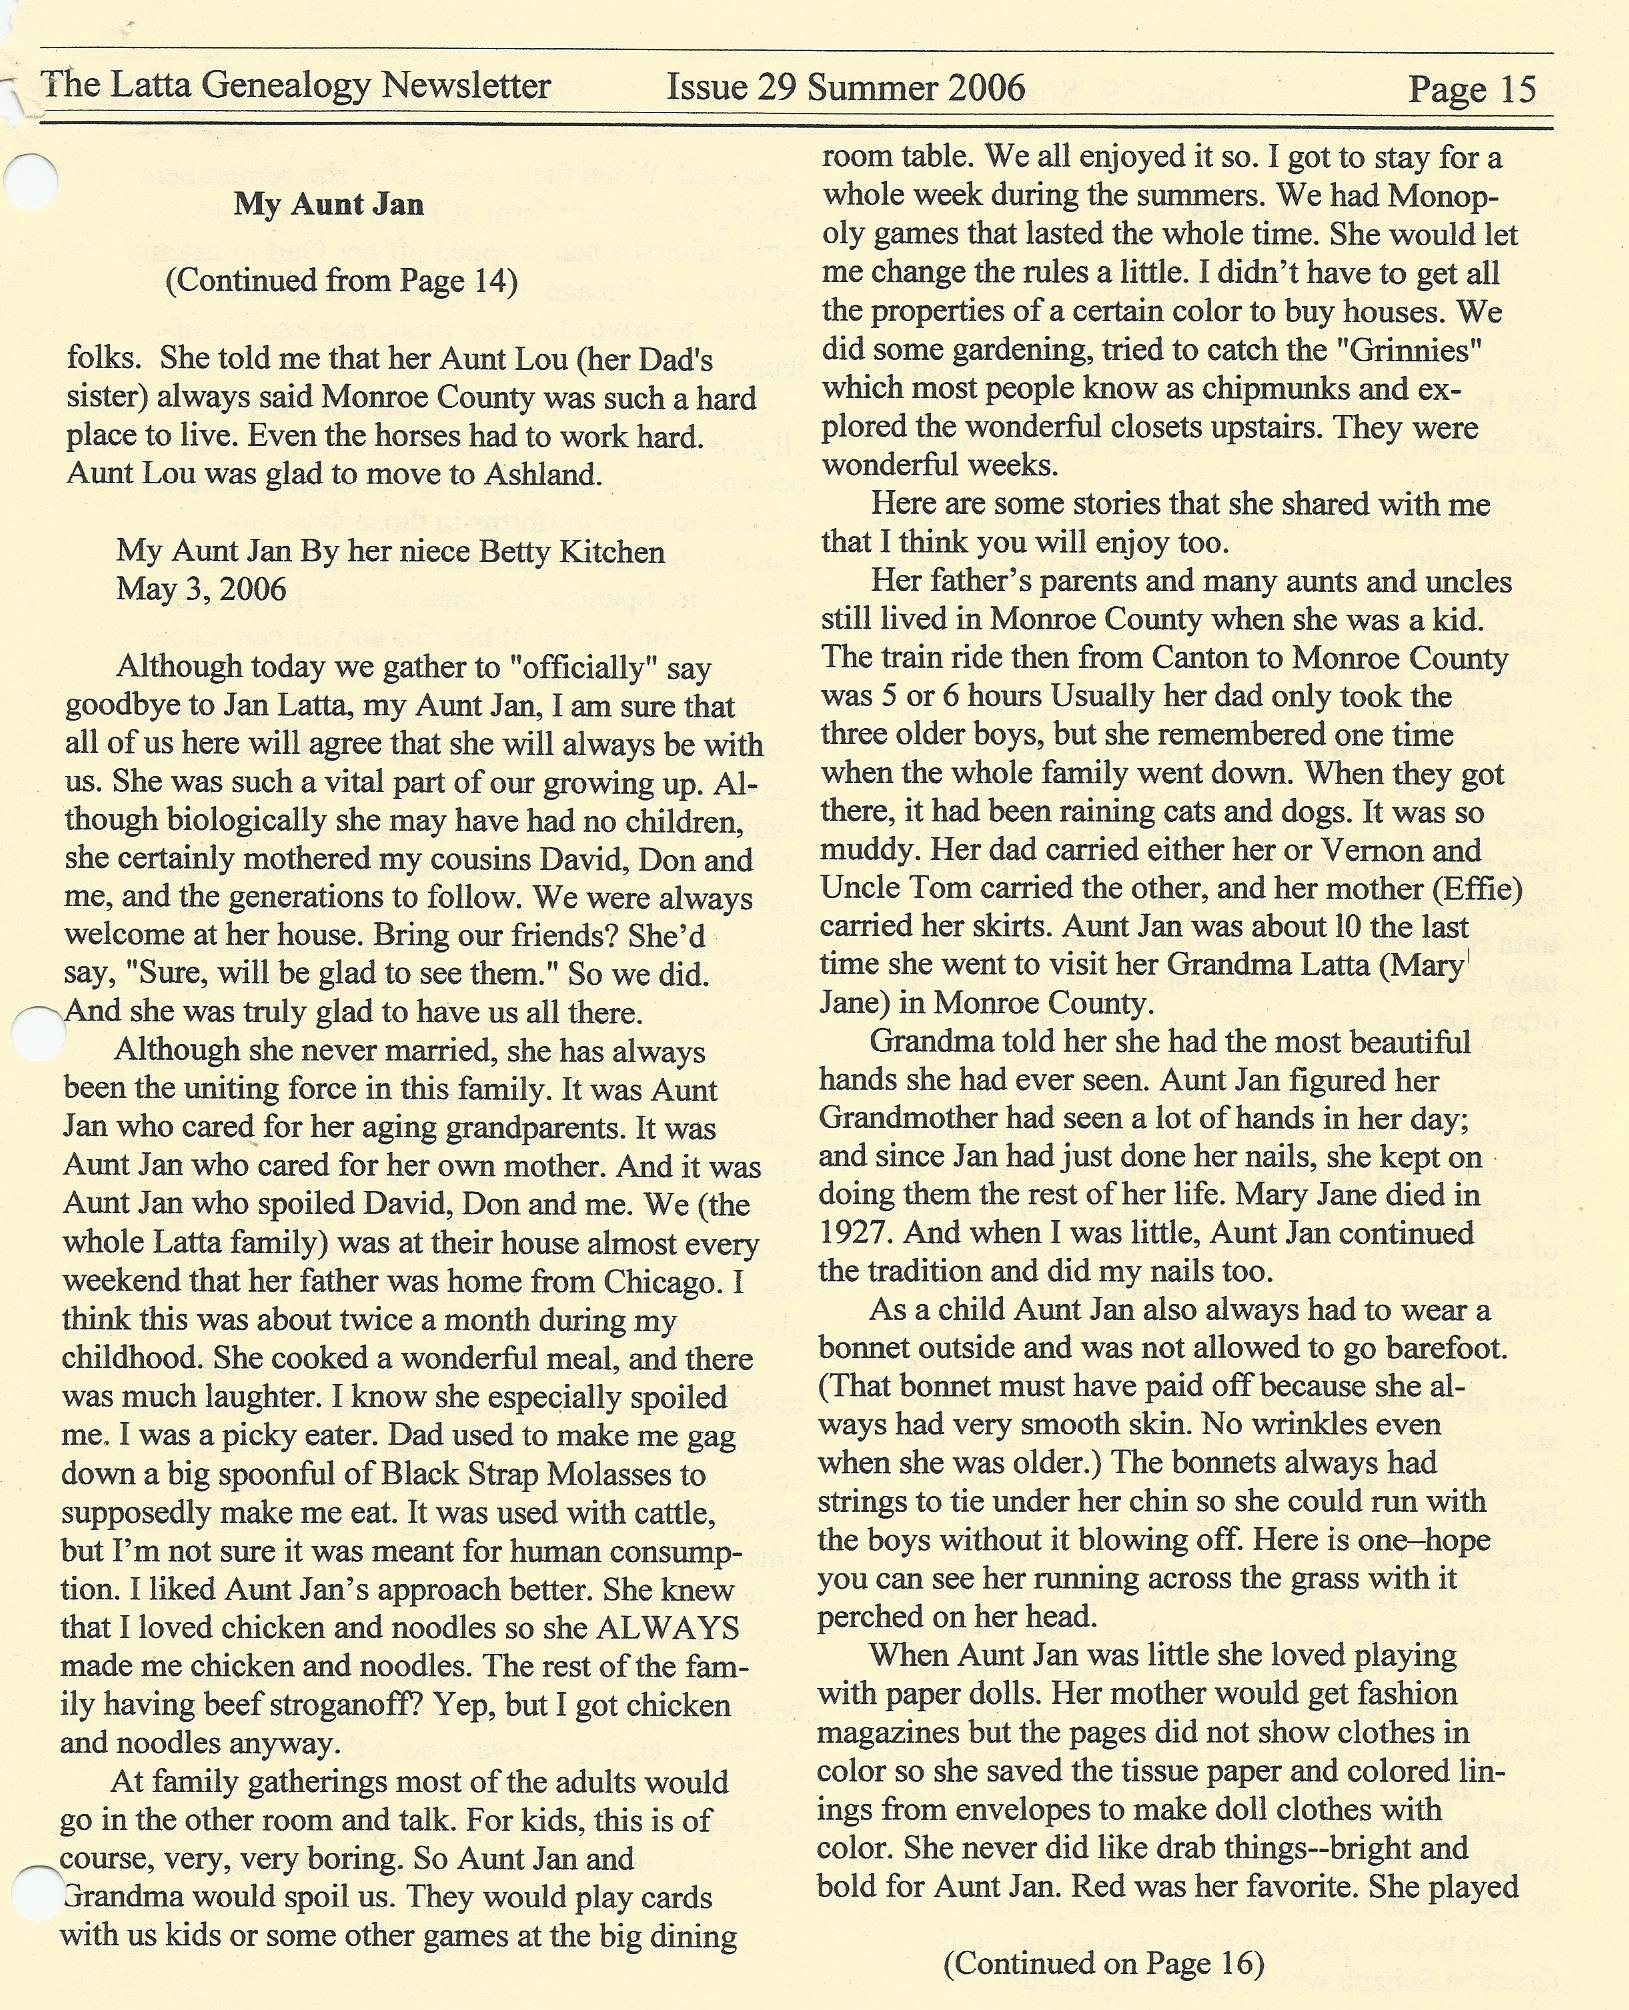 The Latta Genealogy Newsletter Issue 29 Summer 2006 Page 15
My Aunt Jan
(Continued from Page 14)
folks.  She told me that her Aunt Lou (her Dad's
sister) always said Monroe County was such a hard
place to live. Even the horses had to work hard.
Aunt Lou was glad to move to Ashland.
My Aunt Jan By her niece Betty Kitchen
May 3, 2006
Although today we gather to "officially" say
goodbye to Jan Latta, my Aunt Jan, I am sure that
all of us here will agree that she will always be with
us. She was such a vital part of our growing up. Al-
though biologically she may have had no children,
she certainly mothered my cousins David, Don and
me, and the generations to follow. We were always
welcome at her house. Bring our friends? She'd
say, "Sure, will be glad to see them." So we did.
And she was truly glad to have us all there.
Although she never married, she has always
been the uniting force in this family. It was Aunt
Jan who cared for her aging grandparents. It was
Aunt Jan who cared for her own mother. And it was
Aunt Jan who spoiled David, Don and me. We (the
whole Latta family) was at their house almost every
weekend that her father was home from Chicago. I
think this was about twice a month during my
childhood. She cooked a wonderful meal, and there
was much laughter. I know she especially spoiled
me. I was a picky eater. Dad used to make me gag
down a big spoonful of Black Strap Molasses to
supposedly make me eat. It was used with cattle,
but I'm not sure it was meant for human consump-
tion. I liked Aunt Jan's approach better. She knew
that I loved chicken and noodles so she ALWAYS
made me chicken and noodles. The rest of the fam-
ily having beef stroganoff? Yep, but I got chicken
and noodles anyway.
At family gatherings most of the adults would
go in the other room and talk. For kids, this is of
course, very, very boring. So Aunt Jan and
Grandma would spoil us. They would play cards
with us kids or some other games at the big dining
room table. We all enjoyed it so. I got to stay for a
whole week during the summers. We had Monop-
oly games that lasted the whole time. She would let
me change the rules a little. I didn't have to get all
the properties of a certain color to buy houses. We
did some gardening, tried to catch the "Grinnies"
which most people know as chipmunks and ex-
plored the wonderful closets upstairs. They were
wonderful weeks.
Here are some stories that she shared with me
that I think you will enjoy too.
Her father's parents and many aunts and uncles
still lived in Monroe County when she was a kid.
The train ride then from Canton to Monroe County
was 5 or 6 hours Usually her dad only took the
three older boys, but she remembered one time
when the whole family went down. When they got
there, it had been raining cats and dogs. It was so
muddy. Her dad carried either her or Vernon and
Uncle Tom carried the other, and her mother (Effie)
carried her skirts. Aunt Jan was about 10 the last
time she went to visit her Grandma Latta (Mary
Jane) in Monroe County.
Grandma told her she had the most beautiful
hands she had ever seen. Aunt Jan figured her
Grandmother had seen a lot of hands in her day;
and since Jan had just done her nails, she kept on
doing them the rest of her life. Mary Jane died in
1927. And when I was little, Aunt Jan continued
the tradition and did my nails too.
As a child Aunt Jan also always had to wear a
bonnet outside and was not allowed to go barefoot.
(That bonnet must have paid off because she al-
ways had very smooth skin. No wrinkles even
when she was older.) The bonnets always had
strings to tie under her chin so she could run with
the boys without it blowing off. Here is one–hope
you can see her running across the grass with it
perched on her head.
When Aunt Jan was little she loved playing
with paper dolls. Her mother would get fashion
magazines but the pages did not show clothes in
color so she saved the tissue paper and colored lin-
ings from envelopes to make doll clothes with
color. She never did like drab things--bright and
bold for Aunt Jan. Red was her favorite. She played
(Continued on Page 16)